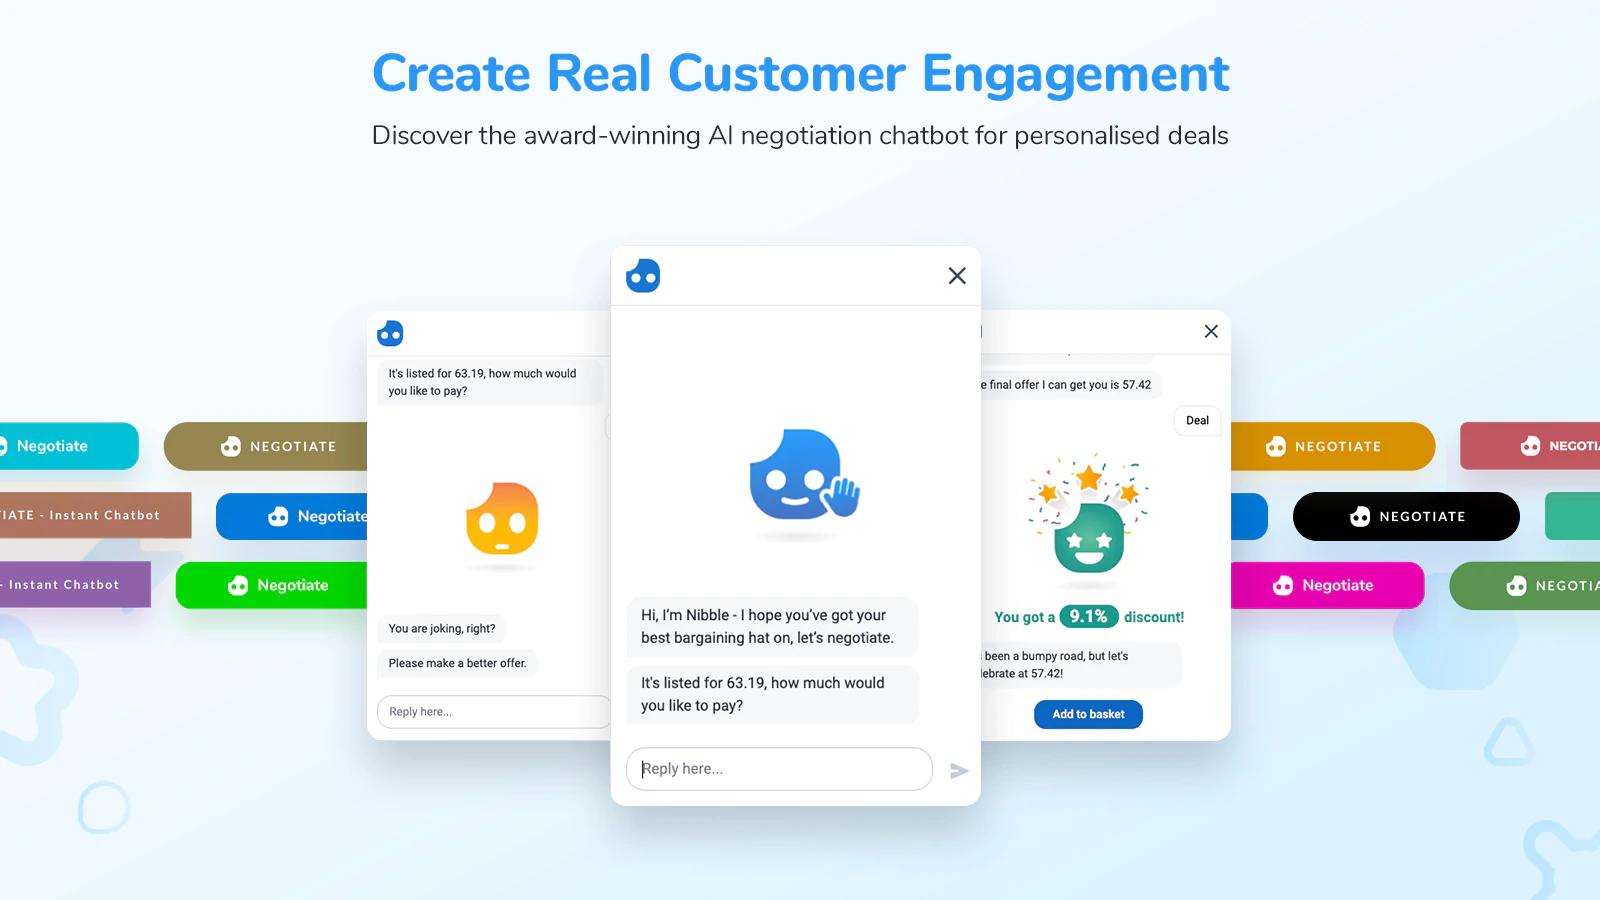 Create Real Customer Engagement
Discover the award-winning AI negotiation chatbot for personalised deals
It's listed for 63.19, how much would
you like to pay?
You are joking, right?
Please make a better offer.
Reply here...
Hi, I'm Nibble - I hope you've got your
best bargaining hat on, let's negotiate.
It's listed for 63.19, how much would
you like to pay?
Reply here...
e final offer I can get you is 57.42
Deal
You got a 9.1% discount!
been a bumpy road, but let's
lebrate at 57.42!
Add to basket
Negotiate
NEGOTIATE
IATE - Instant Chatbot
Negotiate
- Instant Chatbot
Negotiate
NEGOTIATE
NEGOTIA
NEGOTIATE
Negotiate
NEGOTIA